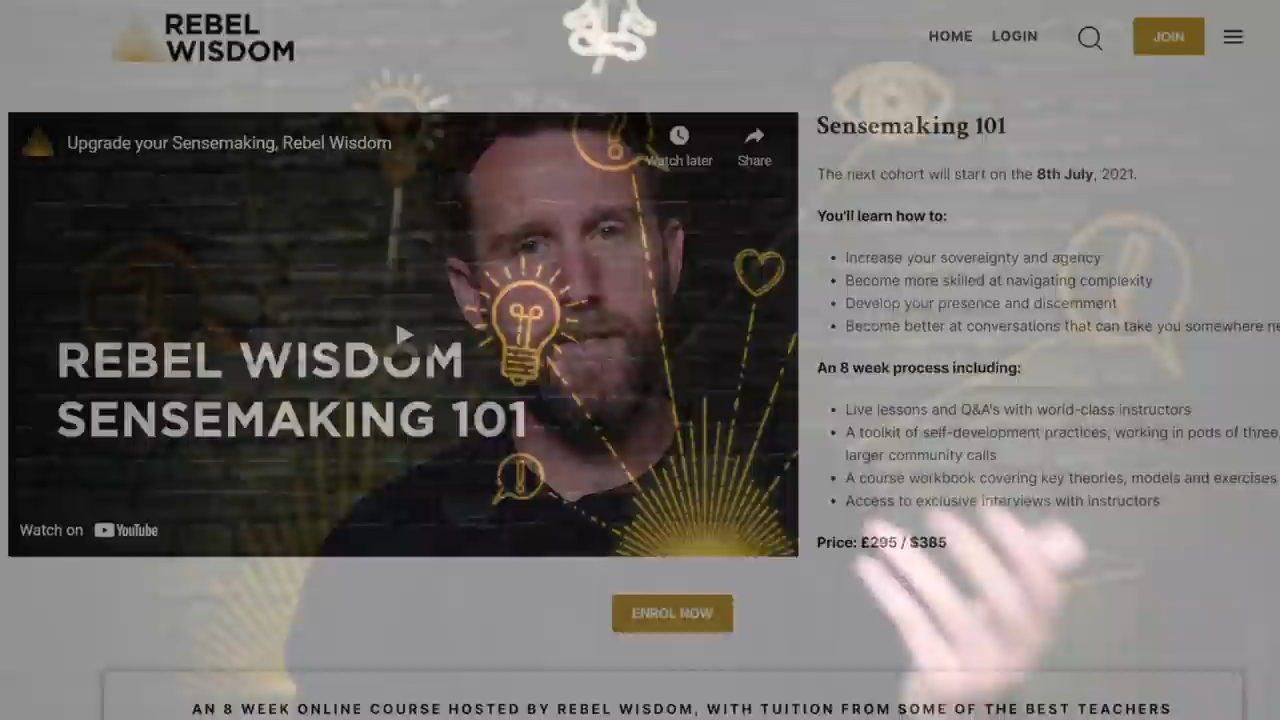 REBEL
WISDOM
HOME LOGIN
JOIN
Upgrade your Sensemaking, Rebel Wisdom
Watch later
Share
REBEL WISDOM
SENSEMAKING 101
Watch on YouTube
Sensemaking 101
The next cohort will start on the 8th July, 2021.
You'll learn how to:
• Increase your sovereignty and agency
• Become more skilled at navigating complexity
• Develop your presence and discernment
• Become better at conversations that can take you somewhere
An 8 week process including:
• Live lessons and Q&A's with world-class instructors
• A toolkit of self-development practices, working in pods of three,
larger community calls
• A course workbook covering key theories, models and exercises
• Access to exclusive interviews with instructors
Price: £295 / $385
ENROL NOW
AN 8 WEEK ONLINE COURSE HOSTED BY REBEL WISDOM, WITH TUITION FROM SOME OF THE BEST TEACHERS